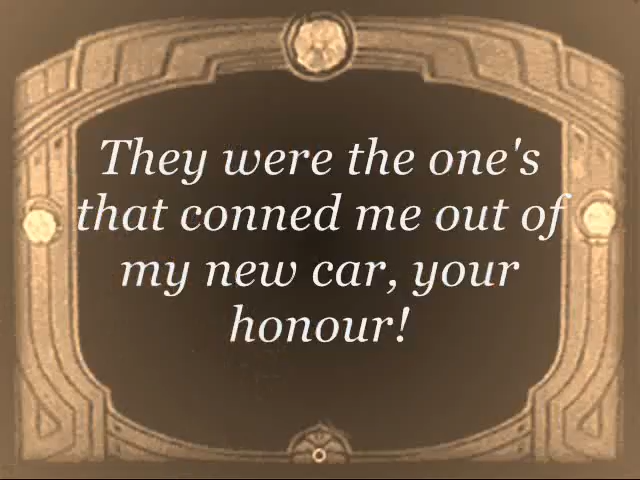 They were the one's
that conned me out of
my new car, your
honour!